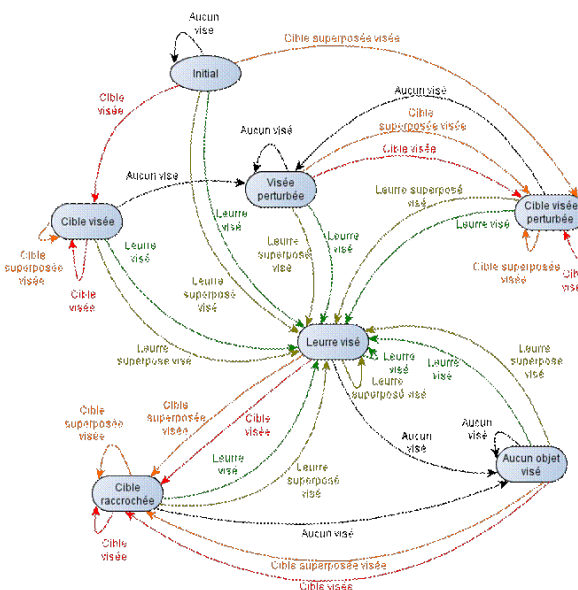 Aucun
visé
Cible superposée visée
Initial
Cible
visée
Aucun visé
Cible
superposée visée
Aucun visé
Cible visée
Aucun visé
Visée
perturbée
Leurre superposé
visé
Cible visée
perturbée
Cible visée
Leurre
visé
Leurre
visé
Leurre visé
Cible
superposée
visée
Leurre
visé
Leurre
superposé
visé
Cible superposée
visée
Cible
visée
Cible
visée
Leurre
superposé
visé
Leurre visé
Leurre
superposé visé
Leurre
visé
Leurre
superposé visé
Leurre
visé
Leurre
superposé
visé
Cible
superposée
visée
Cible
superposée
visée
Cible
visée
Aucun
visé
Aucun
visé
Leurre
visé
Leurre
superposé
visé
Aucun objet
visé
Cible
raccrochée
Aucun visé
Cible
visée
Cible superposée visée
Cible visée